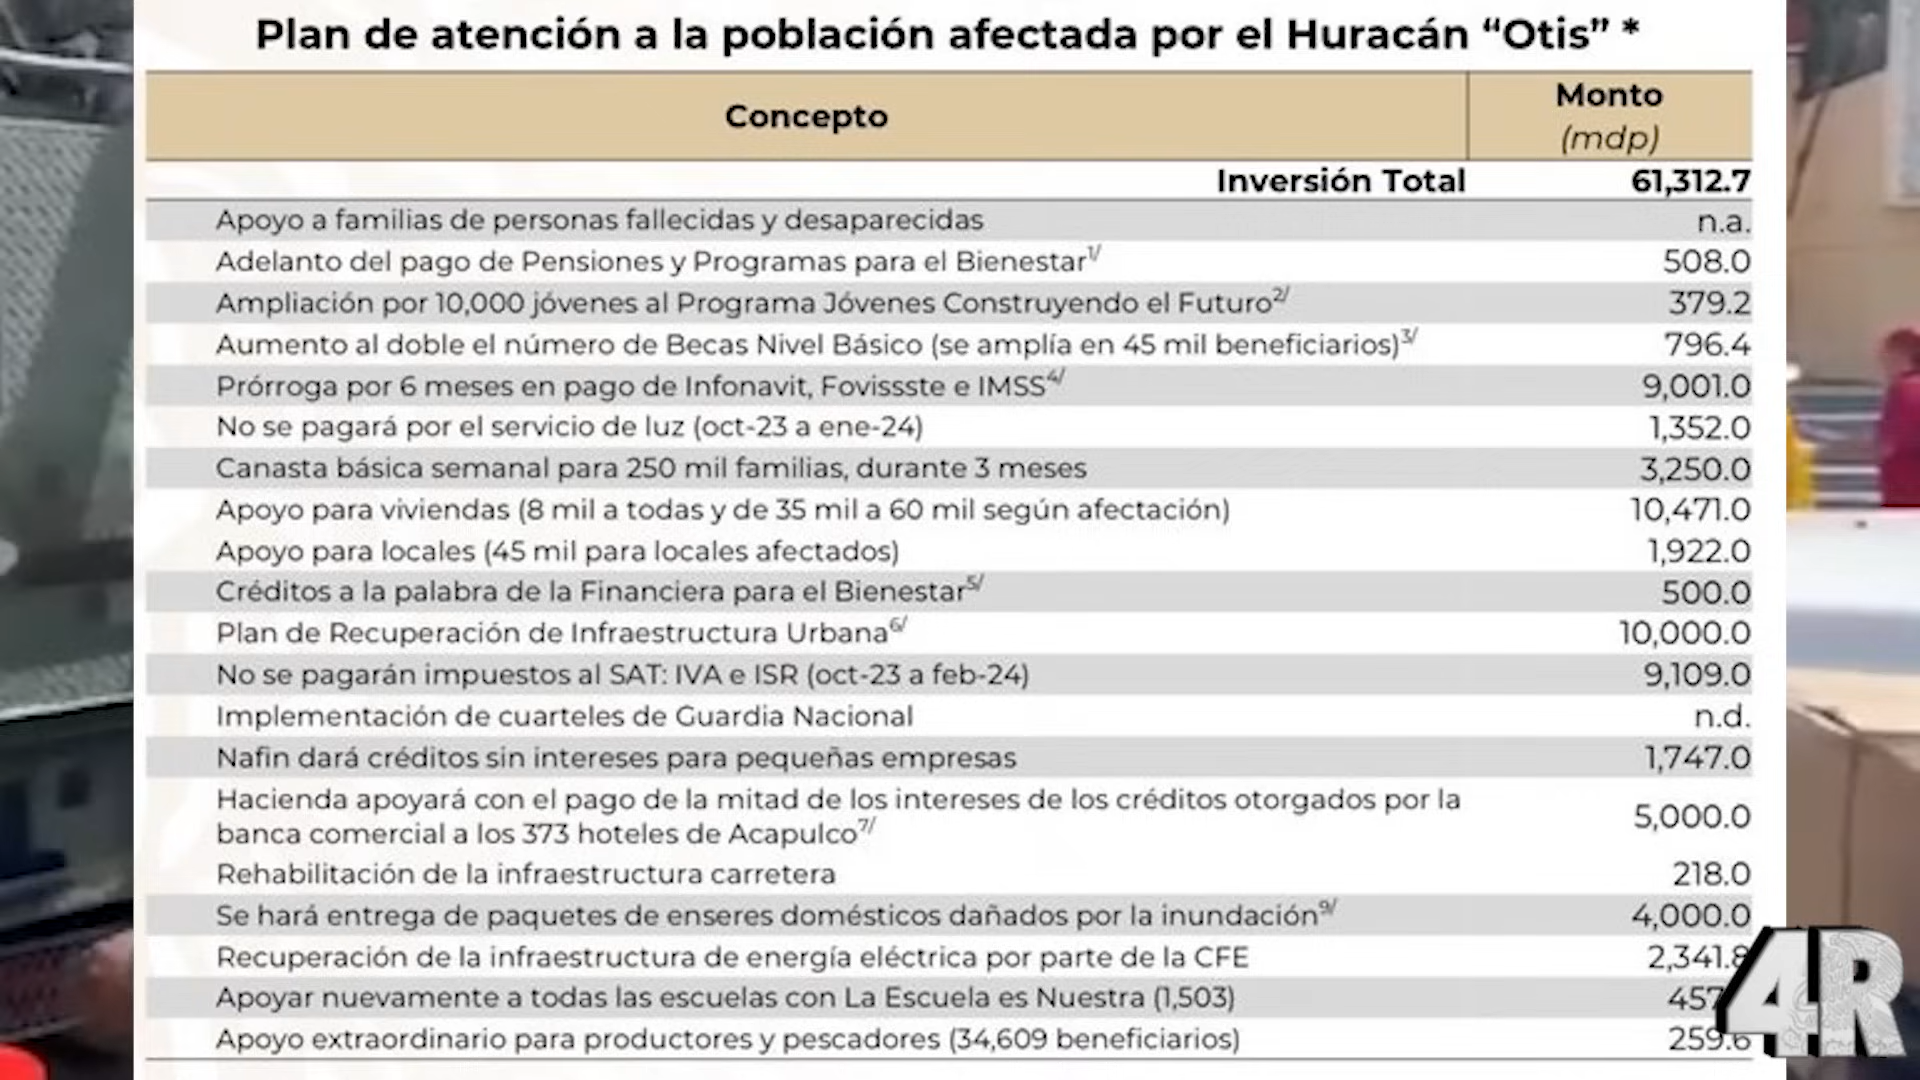 Plan de atención a la población afectada por el Huracán “Otis” *
Concepto
Monto
(mdp)
Inversión Total 61,312.7
Apoyo a familias de personas fallecidas y desaparecidas n.a.
Adelanto del pago de Pensiones y Programas para el Bienestar1/ 508.0
Ampliación por 10,000 jóvenes al Programa Jóvenes Construyendo el Futuro2/ 379.2
Aumento al doble el número de Becas Nivel Básico (se amplía en 45 mil beneficiarios)3/ 796.4
Prórroga por 6 meses en pago de Infonavit, Fovissste e IMSS4/ 9,001.0
No se pagará por el servicio de luz (oct-23 a ene-24) 1,352.0
Canasta básica semanal para 250 mil familias, durante 3 meses 3,250.0
Apoyo para viviendas (8 mil a todas y de 35 mil a 60 mil según afectación) 10,471.0
Apoyo para locales (45 mil para locales afectados) 1,922.0
Créditos a la palabra de la Financiera para el Bienestar5/ 500.0
Plan de Recuperación de Infraestructura Urbana6/ 10,000.0
No se pagarán impuestos al SAT: IVA e ISR (oct-23 a feb-24) 9,109.0
Implementación de cuarteles de Guardia Nacional n.d.
Nafin dará créditos sin intereses para pequeñas empresas 1,747.0
Hacienda apoyará con el pago de la mitad de los intereses de los créditos otorgados por la
banca comercial a los 373 hoteles de Acapulco7/ 5,000.0
Rehabilitación de la infraestructura carretera 218.0
Se hará entrega de paquetes de enseres domésticos dañados por la inundación9/ 4,000.0
Recuperación de la infraestructura de energía eléctrica por parte de la CFE 2,341.8
Apoyar nuevamente a todas las escuelas con La Escuela es Nuestra (1,503) 457
Apoyo extraordinario para productores y pescadores (34,609 beneficiarios) 259.6
4R